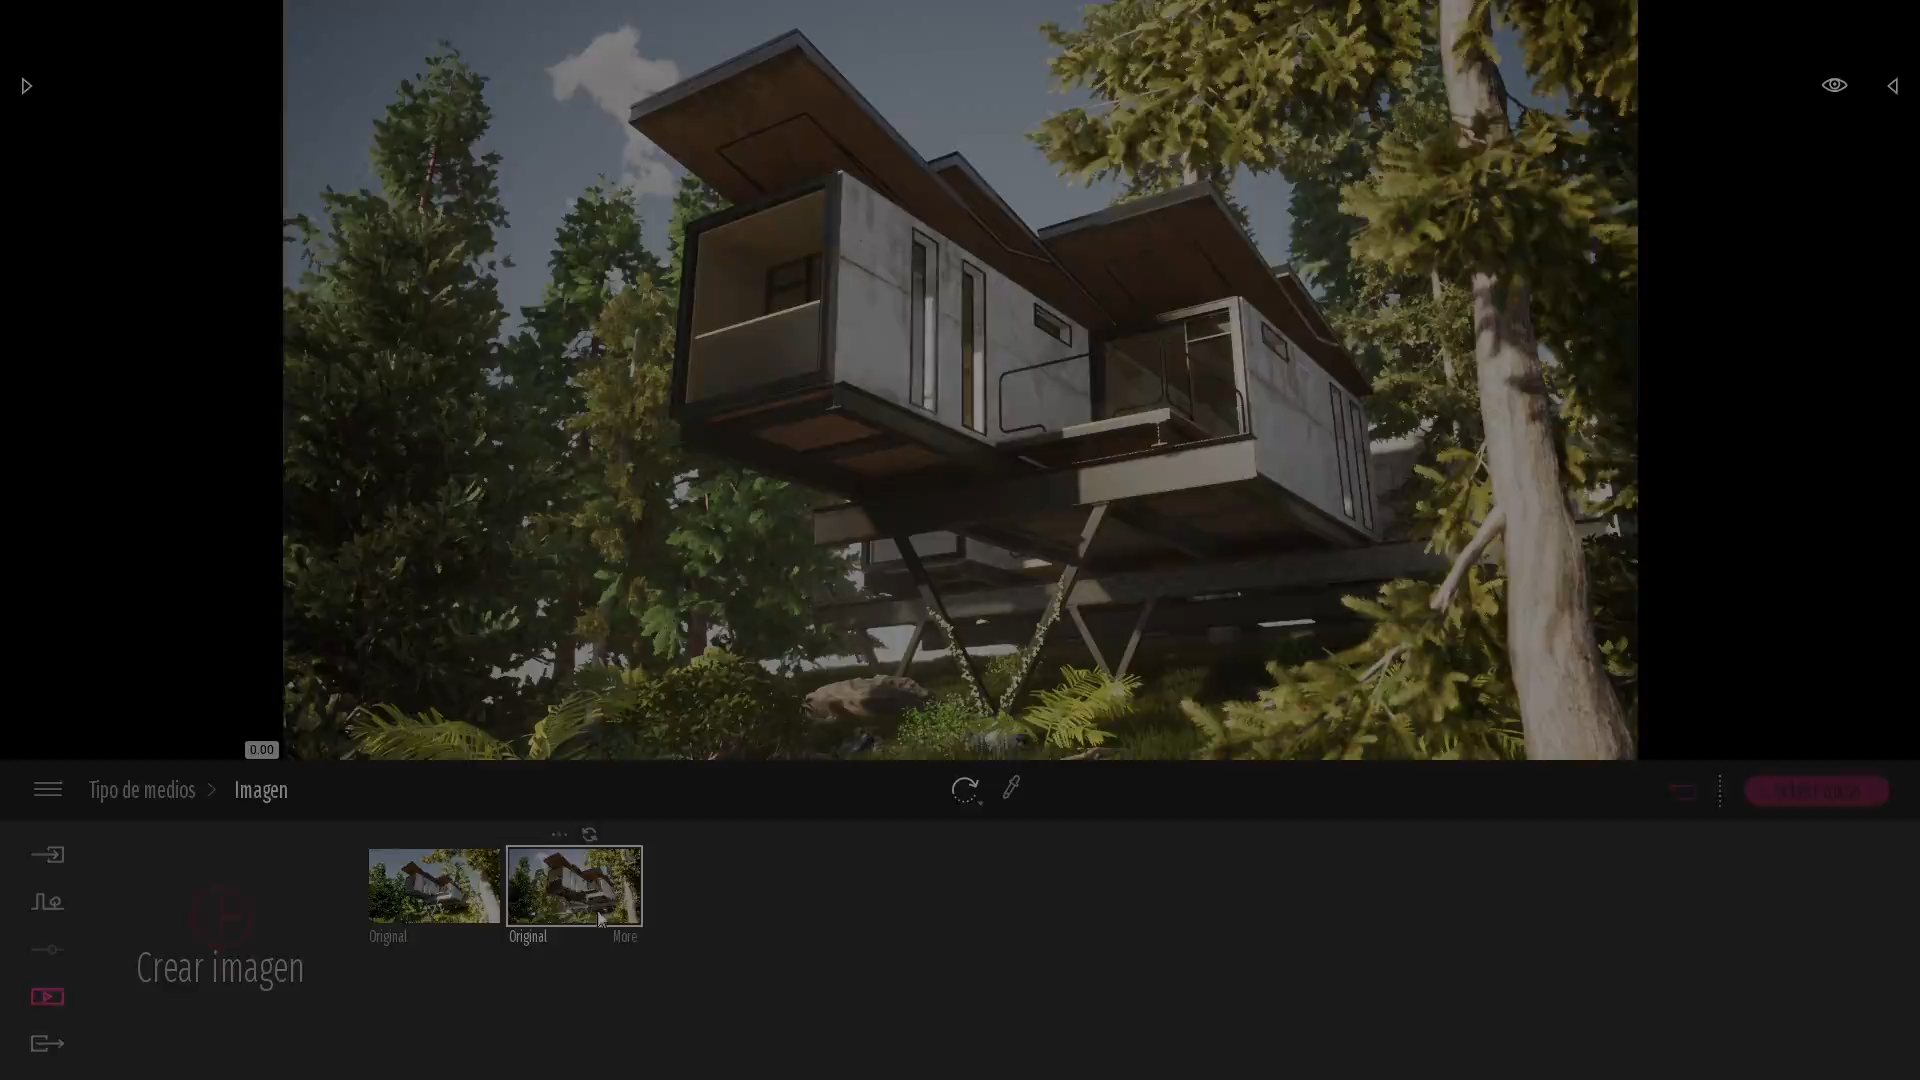 0.00
Tipo de medios > Imagen
Crear imagen
Original
Original More